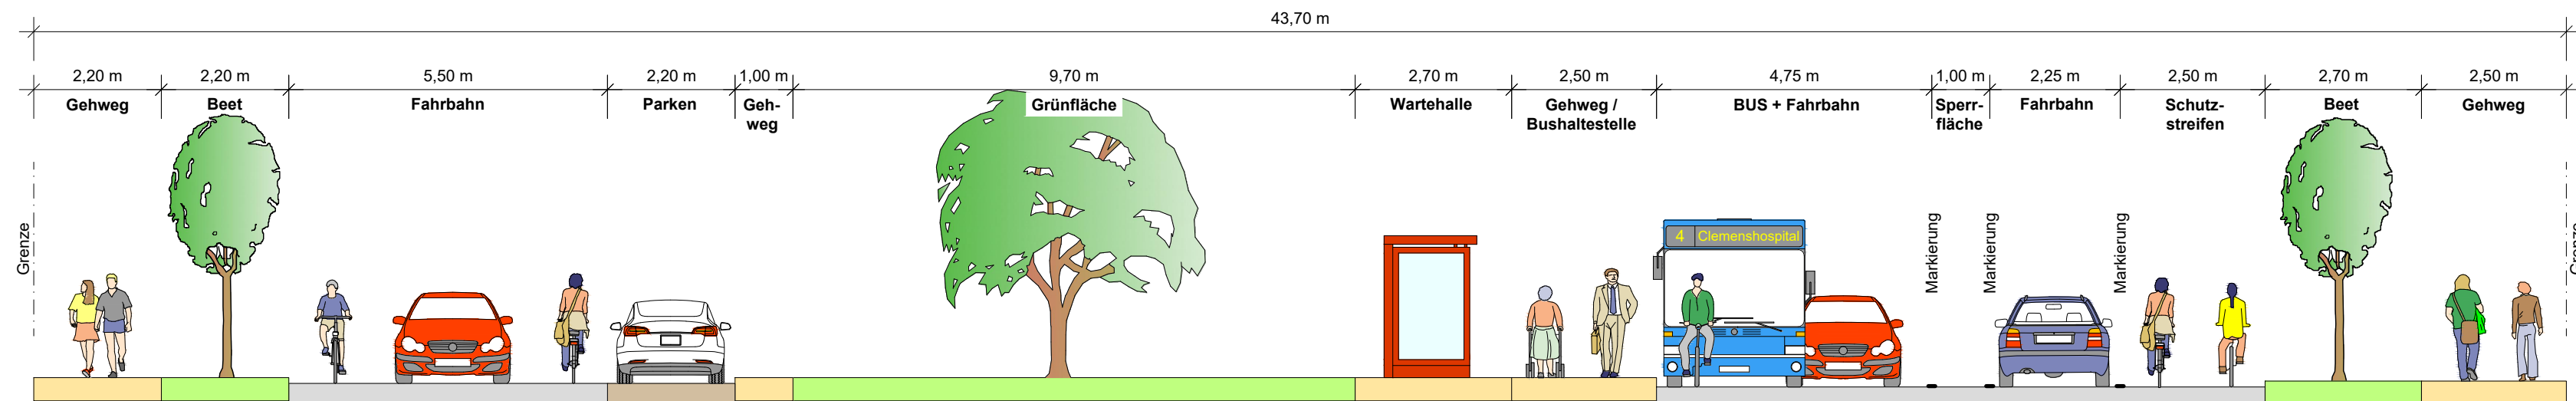 43,70 m
2,20 m
2,20 m
5,50 m
2,20 m
1,00 m
9,70 m
2,70 m
2,50 m
4,75 m
1,00 m
2,25 m
2,50 m
2,70 m
2,50 m
Gehweg
Beet
Fahrbahn
Parken
Geh-
weg
Grünfläche
Wartehalle
Gehweg /
Bushaltestelle
BUS + Fahrbahn
Sperr-
fläche
Fahrbahn
Schutz-
streifen
Beet
Gehweg
Grenze
4 Clemenshospital
Markierung
Markierung
Markierung
Grenze